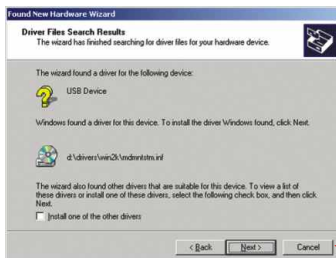 Found New Hardware Wizard
Driver Files Search Results
The wizard has finished searching for driver files for your hardware device.
The wizard found a driver for the following device:
USB Device
Windows found a driver for this device. To install the driver Windows found, click Next.
d:\drivers\win2k\mdmntstm.inf
The wizard also found other drivers that are suitable for this device. To view a list of
these drivers or install one of these drivers, select the following check box, and then click
Next.
Install one of the other drivers
< Back
Next >
Cancel